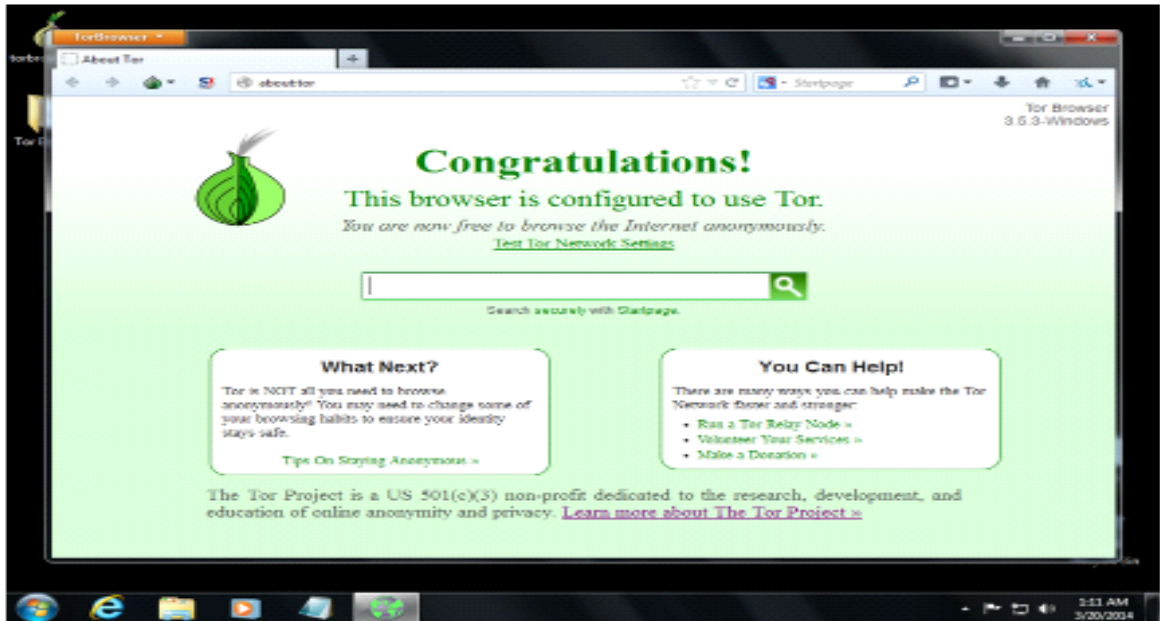 TorBrowser
About Tor
about:tor
Startpage
Tor Browser
3.5.3-Windows
Congratulations!
This browser is configured to use Tor.
You are now free to browse the Internet anonymously.
Test Tor Network Settings
Search securely with Startpage.
What Next?
Tor is NOT all you need to browse
anonymously! You may need to change some of
your browsing habits to ensure your identity
stays safe.
Tips On Staying Anonymous »
You Can Help!
There are many ways you can help make the Tor
Network faster and stronger:
• Run a Tor Relay Node »
• Volunteer Your Services »
• Make a Donation »
The Tor Project is a US 501(c)(3) non-profit dedicated to the research, development, and
education of online anonymity and privacy. Learn more about The Tor Project »
1:11 AM
3/20/2014